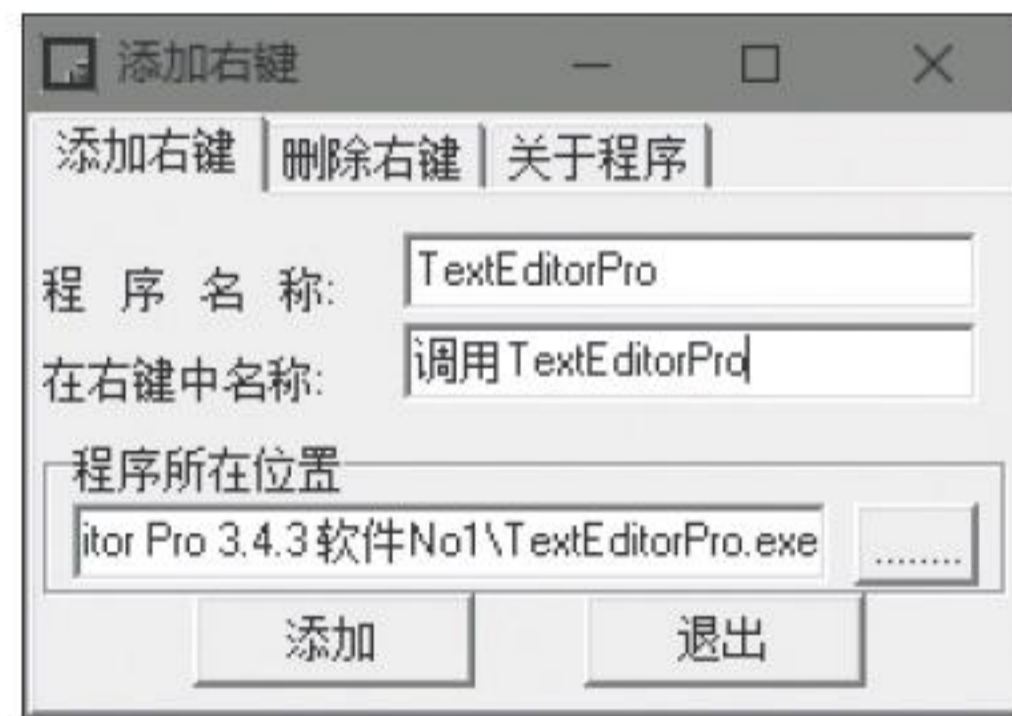 添加右键
添加右键 删除右键 关于程序
程序名称: TextEditorPro
在右键中名称: 调用TextEditorPro
程序所在位置
itor Pro 3.4.3软件No1\TextEditorPro.exe ........
添加 退出